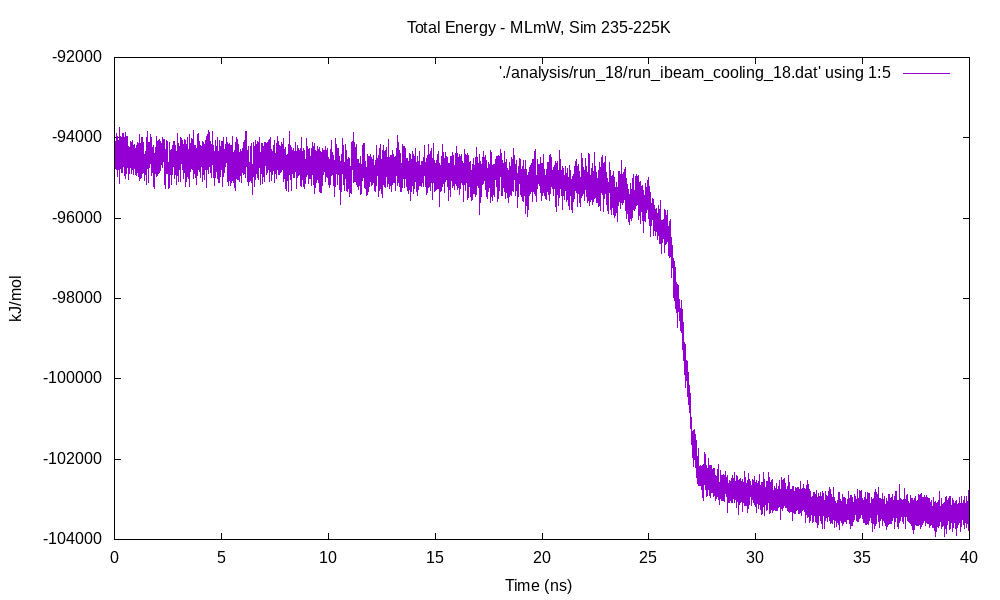 Total Energy - MLmW, Sim 235-225K
'./analysis/run_18/run_ibeam_cooling_18.dat' using 1:5
-92000
-94000
-96000
-98000
-100000
-102000
-104000
kJ/mol
0 5 10 15 20 25 30 35 40
Time (ns)